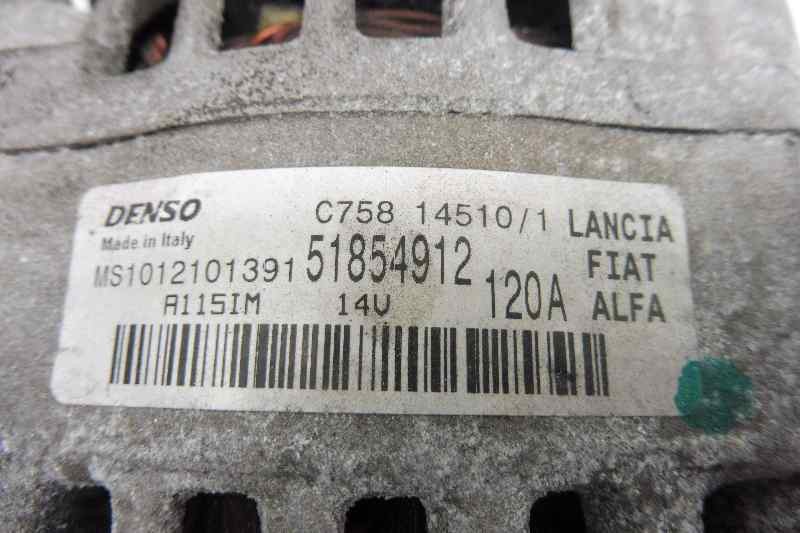 DENSO C758 14510/1 LANCIA
Made in Italy
MS1012101391 51854912 120A FIAT
A115IM 14V ALFA